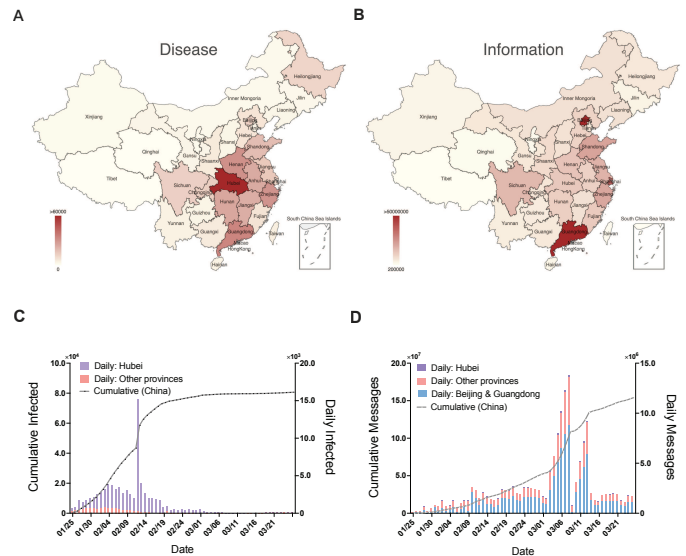 A
Disease
Heilongjiang
Jilin
Liaoning
Inner Mongoria
Xinjiang
Gansu
Shanxi
Shandong
Qinghai
Shaanxi
Henan
Tibet
Sichuan
Hubei
Anhui
Hunan
Guizhou
Fujian
Yunnan
Guangxi
Guangdong
Taiwan
Macao
HongKong
Hainan
>60000
0
South China Sea Islands
B
Information
Heilongjiang
Jilin
Liaoning
Inner Mongoria
Xinjiang
Gansu
Shanxi
Shandong
Qinghai
Shaanxi
Henan
Tibet
Sichuan
Hubei
Anhui
Hunan
Guizhou
Fujian
Yunnan
Guangxi
Taiwan
Macao
HongKong
Hainan
>50000000
200000
South China Sea Islands
C
×10⁴
×10³
Daily: Hubei
Daily: Other provinces
Cumulative (China)
Cumulative Infected
Daily Infected
10.0
8.0
6.0
4.0
2.0
0.0
20.0
15.0
10.0
5.0
0.0
01/25
01/30
02/04
02/09
02/14
02/19
02/24
03/01
03/06
03/11
03/16
03/21
Date
D
×10⁷
×10⁶
Daily: Hubei
Daily: Other provinces
Daily: Beijing & Guangdong
Cumulative (China)
Cumulative Messages
Daily Messages
20.0
15.0
10.0
5.0
0.0
15.0
10.0
5.0
0.0
01/25
01/30
02/04
02/09
02/14
02/19
02/24
03/01
03/06
03/11
03/16
03/21
Date